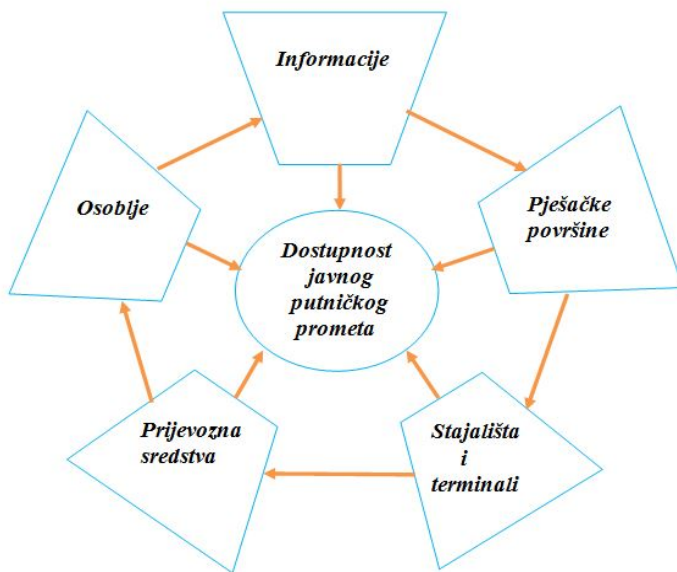 Informacije
Osoblje
Pješačke
površine
Dostupnost
javnog
putničkog
prometa
Prijevozna
sredstva
Stajališta
i
terminali